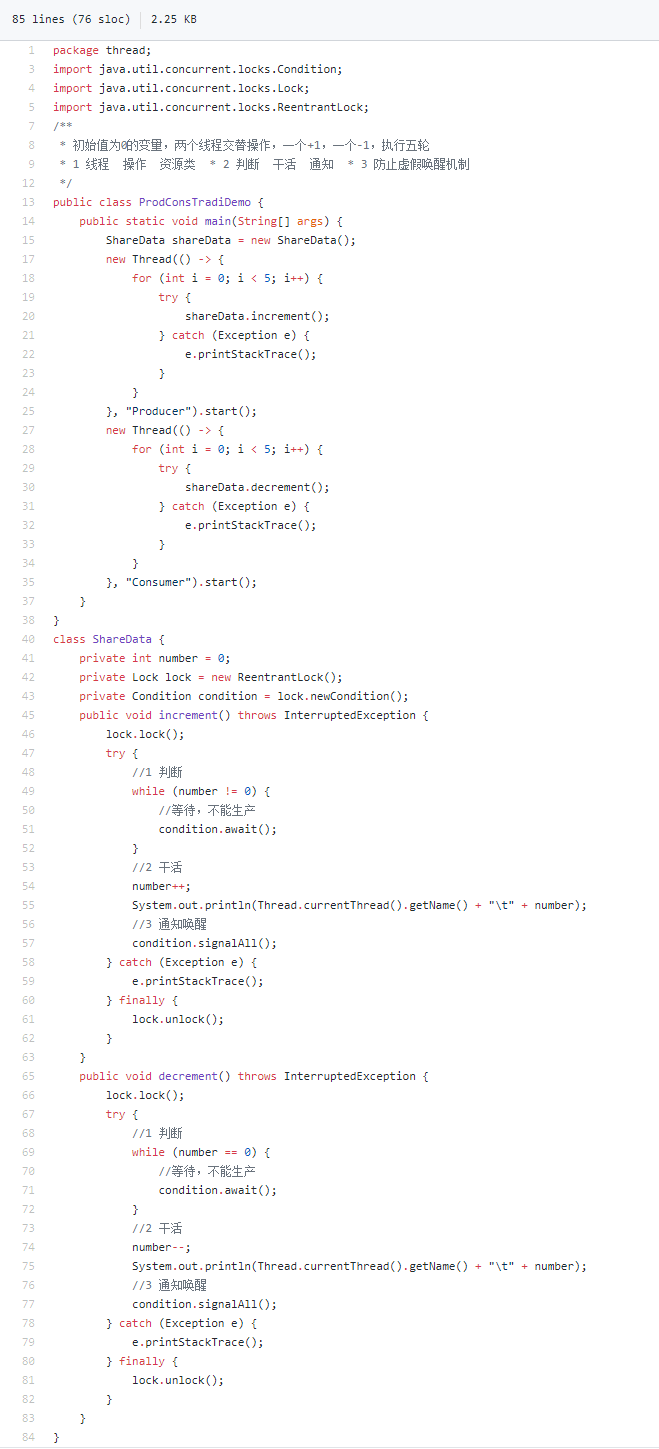 85 lines (76 sloc) 2.25 KB
1 package thread;
3 import java.util.concurrent.locks.Condition;
4 import java.util.concurrent.locks.Lock;
5 import java.util.concurrent.locks.ReentrantLock;
7 /**
8  * 初始值为0的变量，两个线程交替操作，一个+1，一个-1，执行五轮
9  * 1 线程  操作  资源类  * 2 判断  干活  通知  * 3 防止虚假唤醒机制
12  */
13 public class ProdConsTradiDemo {
14     public static void main(String[] args) {
15         ShareData shareData = new ShareData();
17         new Thread(() -> {
18             for (int i = 0; i < 5; i++) {
19                 try {
20                     shareData.increment();
21                 } catch (Exception e) {
22                     e.printStackTrace();
23                 }
24             }
25         }, "Producer").start();
27         new Thread(() -> {
28             for (int i = 0; i < 5; i++) {
29                 try {
30                     shareData.decrement();
31                 } catch (Exception e) {
32                     e.printStackTrace();
33                 }
34             }
35         }, "Consumer").start();
37     }
38 }
40 class ShareData {
41     private int number = 0;
42     private Lock lock = new ReentrantLock();
43     private Condition condition = lock.newCondition();
45     public void increment() throws InterruptedException {
46         lock.lock();
47         try {
48             //1 判断
49             while (number != 0) {
50                 //等待，不能生产
51                 condition.await();
52             }
53             //2 干活
54             number++;
55             System.out.println(Thread.currentThread().getName() + "\t" + number);
56             //3 通知唤醒
57             condition.signalAll();
58         } catch (Exception e) {
59             e.printStackTrace();
60         } finally {
61             lock.unlock();
62         }
63     }
65     public void decrement() throws InterruptedException {
66         lock.lock();
67         try {
68             //1 判断
69             while (number == 0) {
70                 //等待，不能生产
71                 condition.await();
72             }
73             //2 干活
74             number--;
75             System.out.println(Thread.currentThread().getName() + "\t" + number);
76             //3 通知唤醒
77             condition.signalAll();
78         } catch (Exception e) {
79             e.printStackTrace();
80         } finally {
81             lock.unlock();
82         }
83     }
84 }